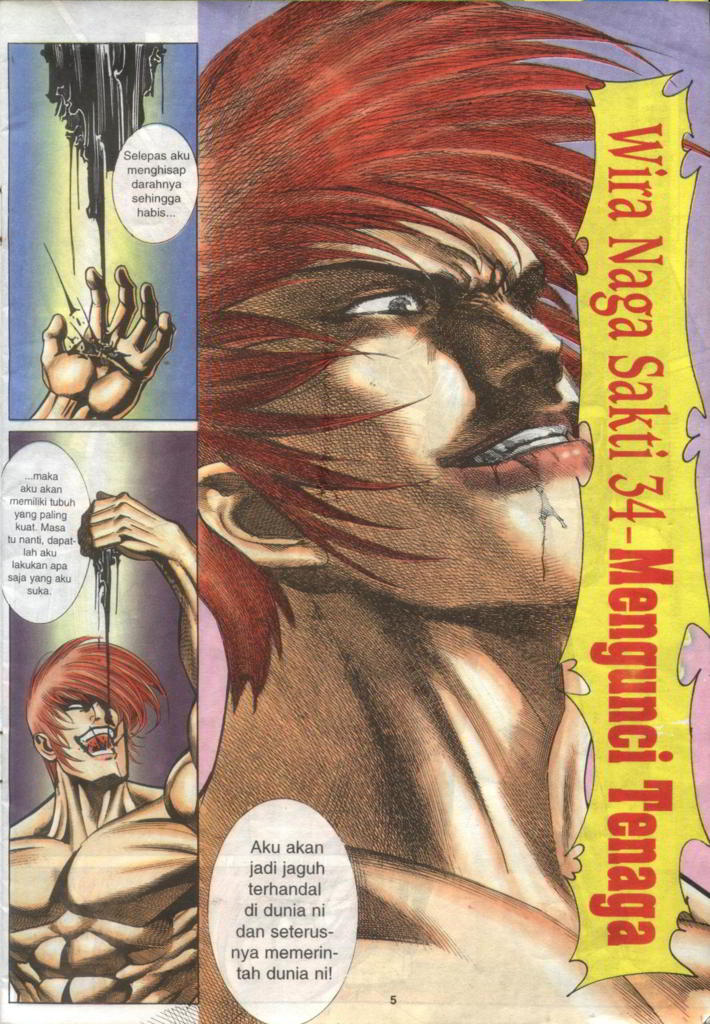 Selepas aku
menghisap
darahnya
sehingga
habis...
...maka
aku akan
memiliki tubuh
yang paling
kuat. Masa
tu nanti, dapat-
lah aku
lakukan apa
saja yang aku
suka.
Wira Naga Sakti 34-Mengunci Tenaga
Aku akan
jadi jaguh
terhandal
di dunia ni
dan seterus-
nya memerin-
tah dunia ni!
5